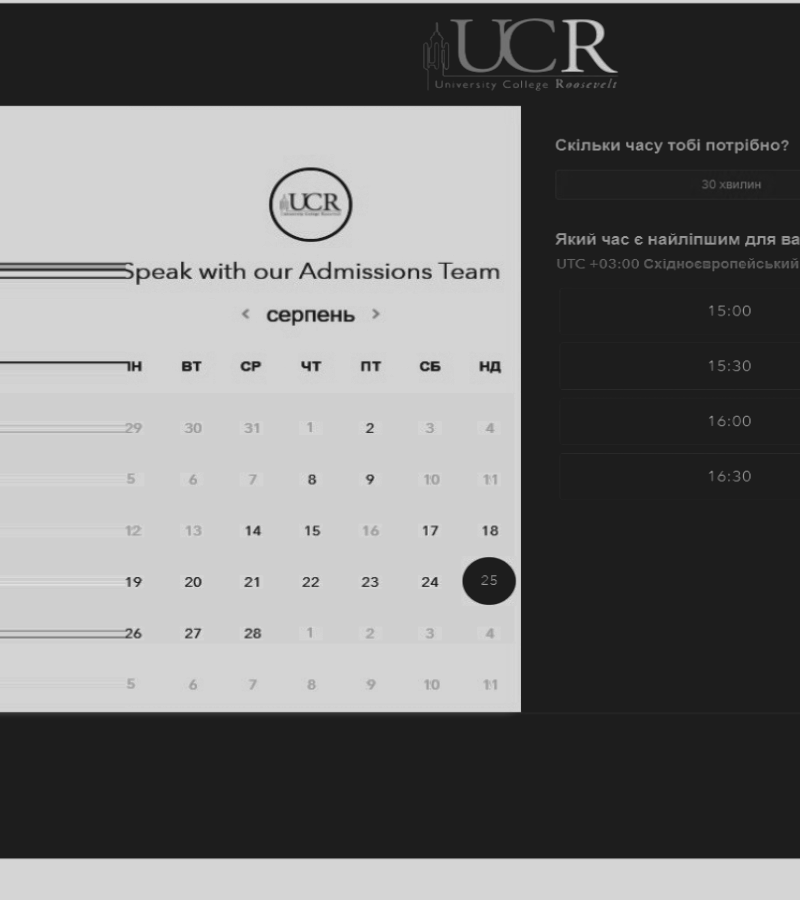 UCR
University College Roosevelt
UCR
Speak with our Admissions Team
‹ серпень ›
ВТ СР ЧТ ПТ СБ НД
29 30 31 1 2 3 4
5 6 7 8 9 10 11
12 13 14 15 16 17 18
19 20 21 22 23 24 25
26 27 28 1 2 3 4
5 6 7 8 9 10 11
Скільки часу тобі потрібно?
30 хвилин
Який час є найліпшим для ва
UTC +03:00 Східноєвропейський
15:00
15:30
16:00
16:30